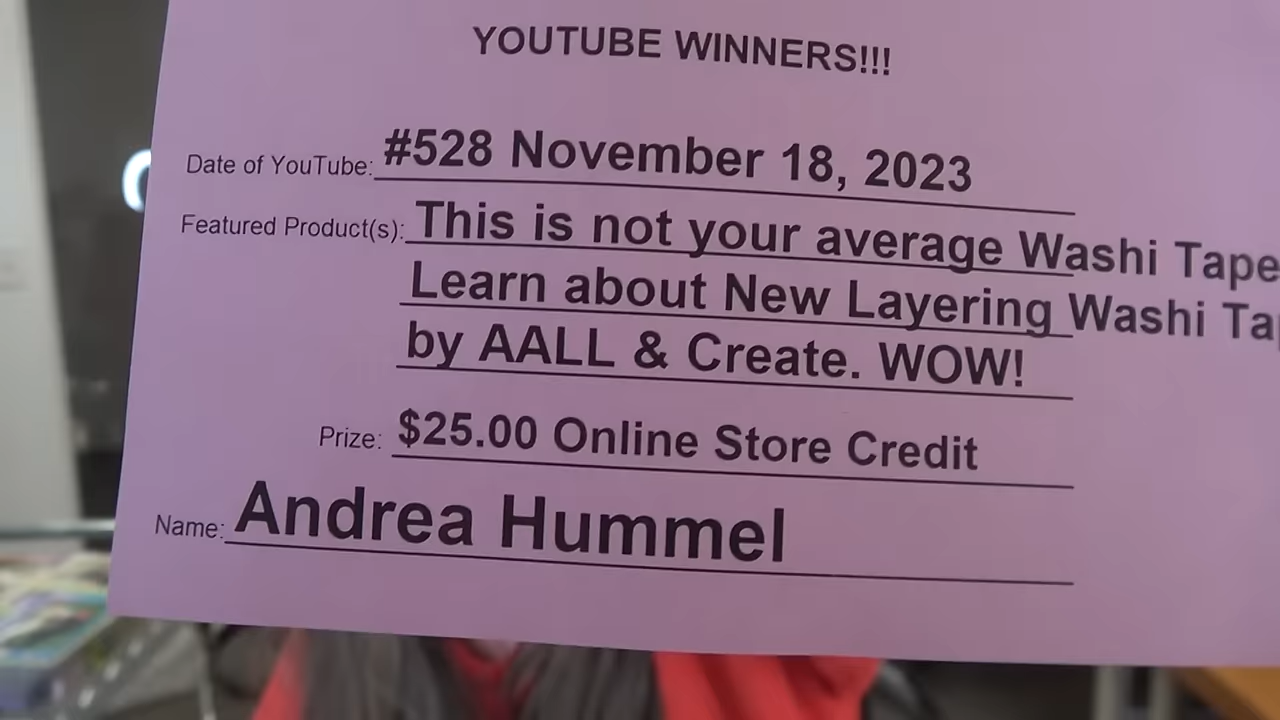 YOUTUBE WINNERS!!!
Date of YouTube: #528 November 18, 2023
Featured Product(s): This is not your average Washi Tape
Learn about New Layering Washi
by AALL & Create. WOW!
Prize: $25.00 Online Store Credit
Name: Andrea Hummel